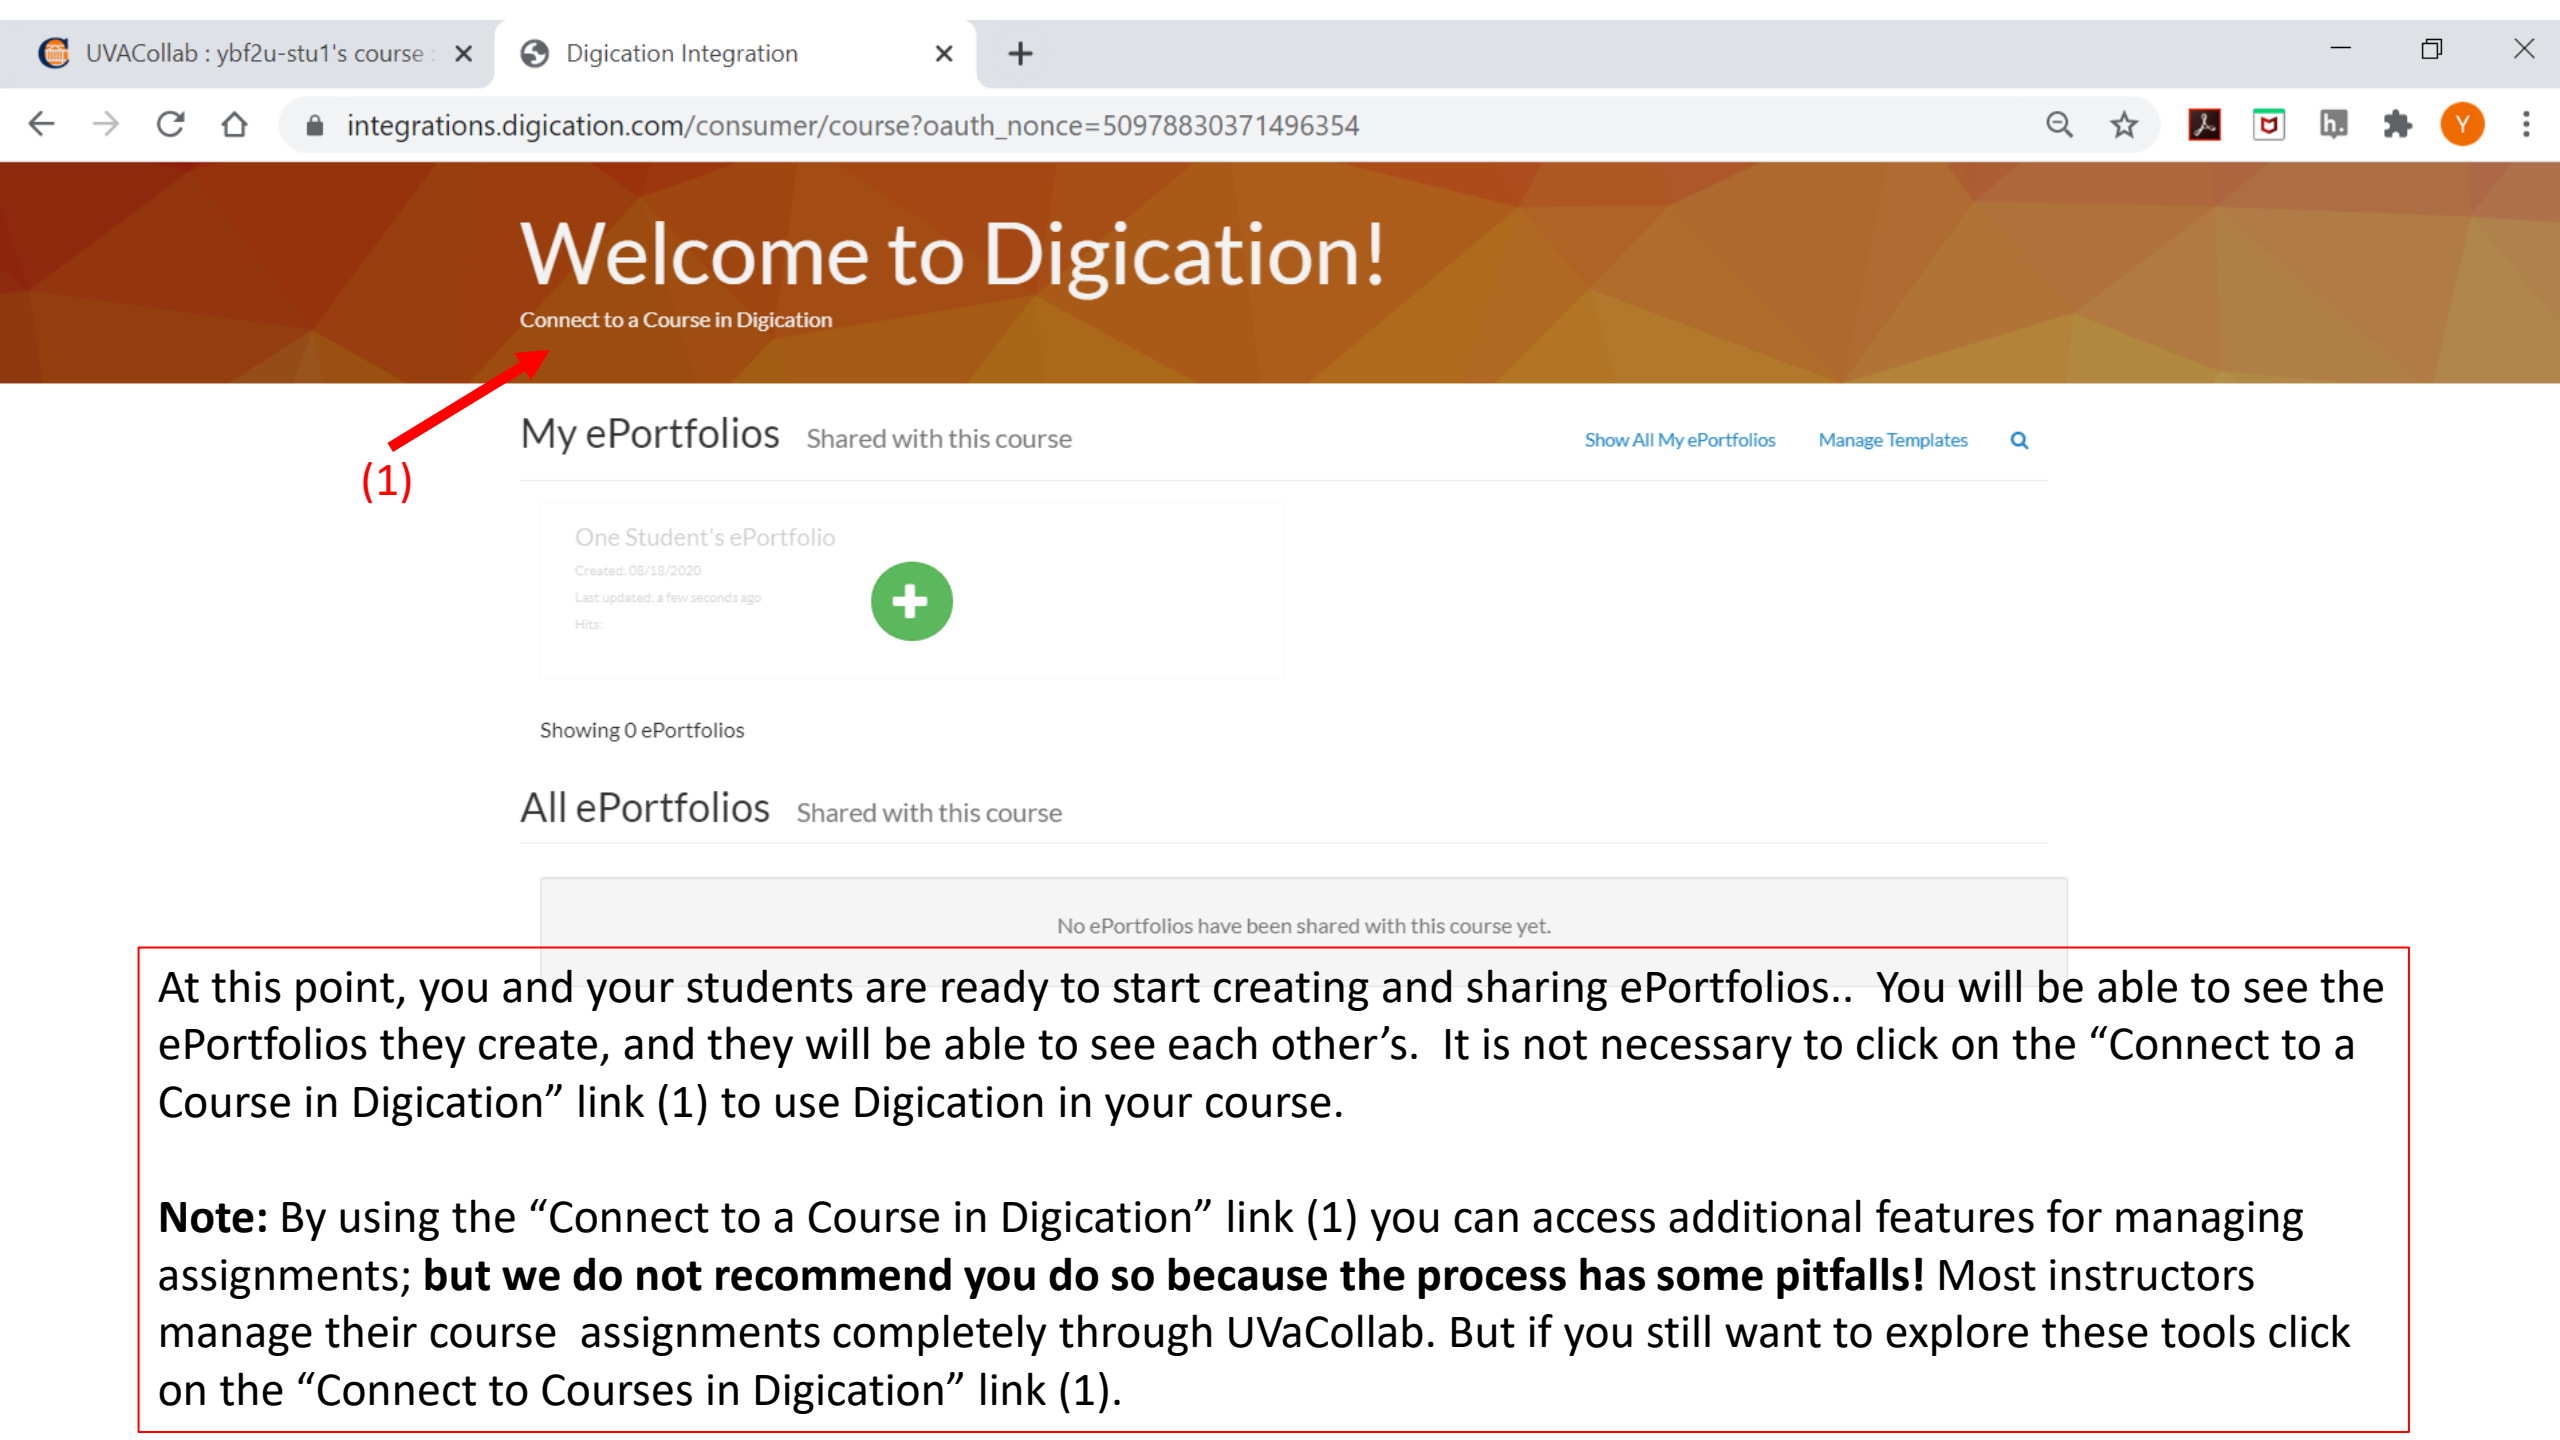 UVACollab : ybf2u-stu1's course :
Digication Integration
integrations.digication.com/consumer/course?oauth_nonce=50978830371496354
h.
Y
Welcome to Digication!
Connect to a Course in Digication
(1)
My ePortfolios Shared with this course
Show All My ePortfolios Manage Templates
One Student's ePortfolio
Created: 08/18/2020
Last updated: a few seconds ago
Hits:
Showing 0 ePortfolios
All ePortfolios Shared with this course
No ePortfolios have been shared with this course yet.
At this point, you and your students are ready to start creating and sharing ePortfolios..  You will be able to see the
ePortfolios they create, and they will be able to see each other’s.  It is not necessary to click on the “Connect to a
Course in Digication” link (1) to use Digication in your course.
Note: By using the “Connect to a Course in Digication” link (1) you can access additional features for managing
assignments; but we do not recommend you do so because the process has some pitfalls! Most instructors
manage their course  assignments completely through UVaCollab. But if you still want to explore these tools click
on the “Connect to Courses in Digication” link (1).